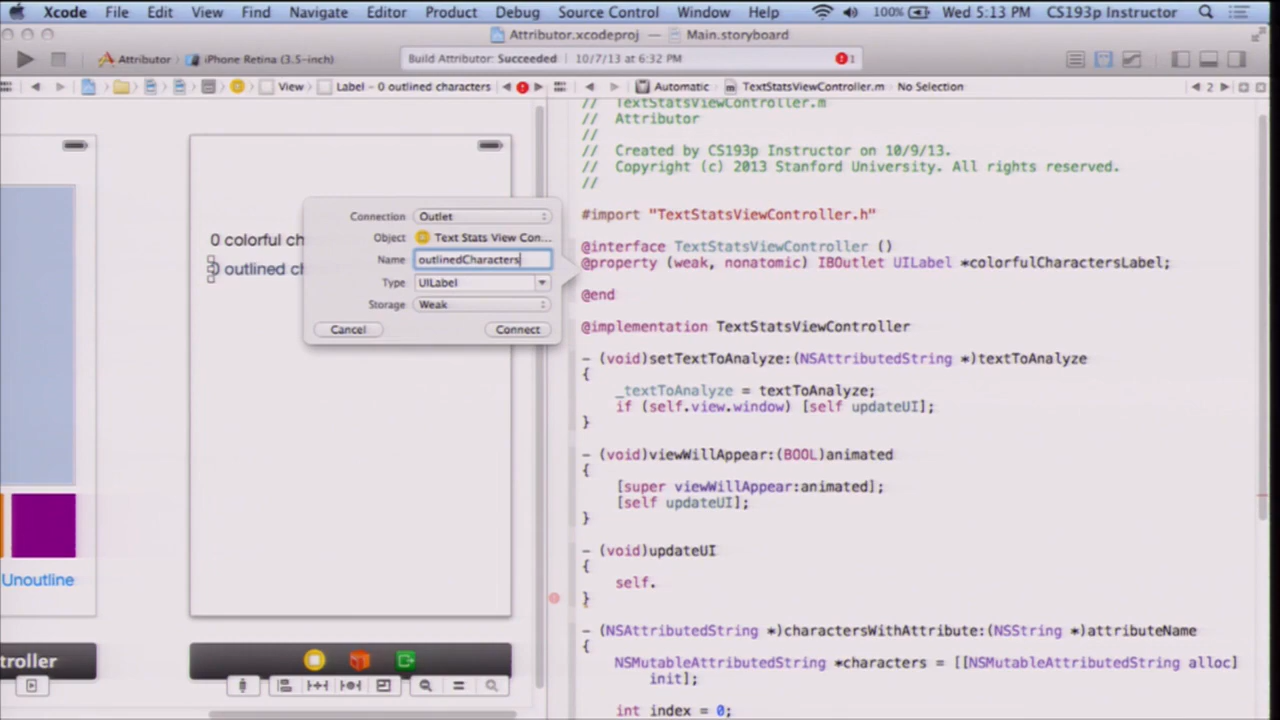 Xcode File Edit View Find Navigate Editor Product Debug Source Control Window Help 100% Wed 5:13 PM CS193p Instructor
Attributor.xcodeproj — Main.storyboard
Attributor iPhone Retina (3.5-inch) Build Attributor: Succeeded 10/7/13 at 6:32 PM 1
View Label – 0 outlined characters Automatic TextStatsViewController.m No Selection 2
// TextStatsViewController.m
// Attributor
//
// Created by CS193p Instructor on 10/9/13.
// Copyright (c) 2013 Stanford University. All rights reserved.
//
#import "TextStatsViewController.h"
@interface TextStatsViewController ()
@property (weak, nonatomic) IBOutlet UILabel *colorfulCharactersLabel;
@end
@implementation TextStatsViewController
- (void)setTextToAnalyze:(NSAttributedString *)textToAnalyze
{
_textToAnalyze = textToAnalyze;
if (self.view.window) [self updateUI];
}
- (void)viewWillAppear:(BOOL)animated
{
[super viewWillAppear:animated];
[self updateUI];
}
- (void)updateUI
{
self.
}
- (NSAttributedString *)charactersWithAttribute:(NSString *)attributeName
{
NSMutableAttributedString *characters = [[NSMutableAttributedString alloc]
init];
int index = 0;
0 colorful ch
0 outlined ch
Connection Outlet
Object Text Stats View Con...
Name outlinedCharacters
Type UILabel
Storage Weak
Cancel Connect
Unoutline
troller